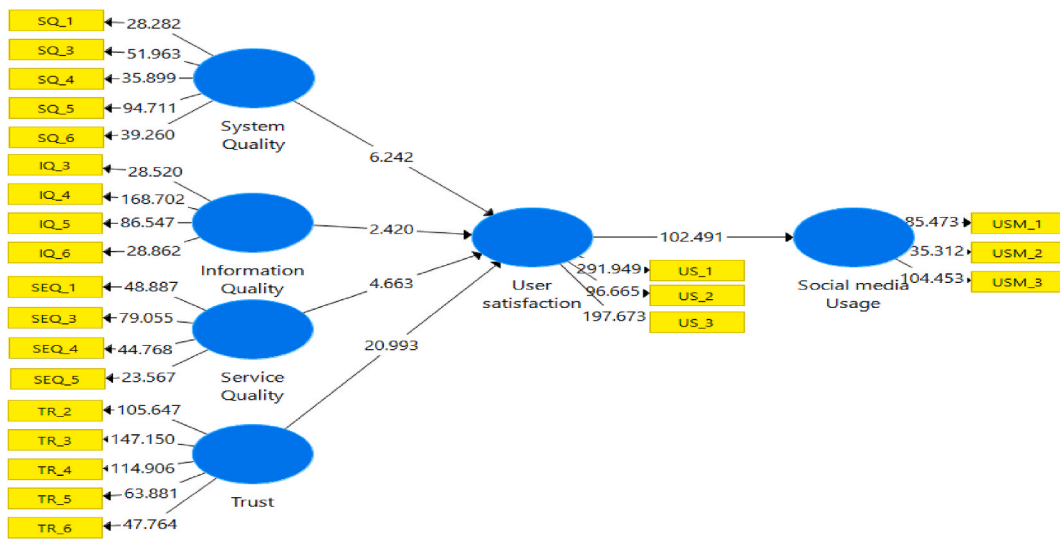 SQ_1
28.282
SQ_3
51.963
SQ_4
35.899
SQ_5
94.711
SQ_6
39.260
System
Quality
6.242
IQ_3
28.520
IQ_4
168.702
IQ_5
86.547
IQ_6
28.862
Information
Quality
2.420
SEQ_1
48.887
SEQ_3
79.055
SEQ_4
44.768
SEQ_5
23.567
Service
Quality
4.663
TR_2
105.647
TR_3
147.150
TR_4
114.906
TR_5
63.881
TR_6
47.764
Trust
20.993
User
satisfaction
291.949
US_1
96.665
US_2
197.673
US_3
102.491
Social media
Usage
85.473
USM_1
35.312
USM_2
104.453
USM_3